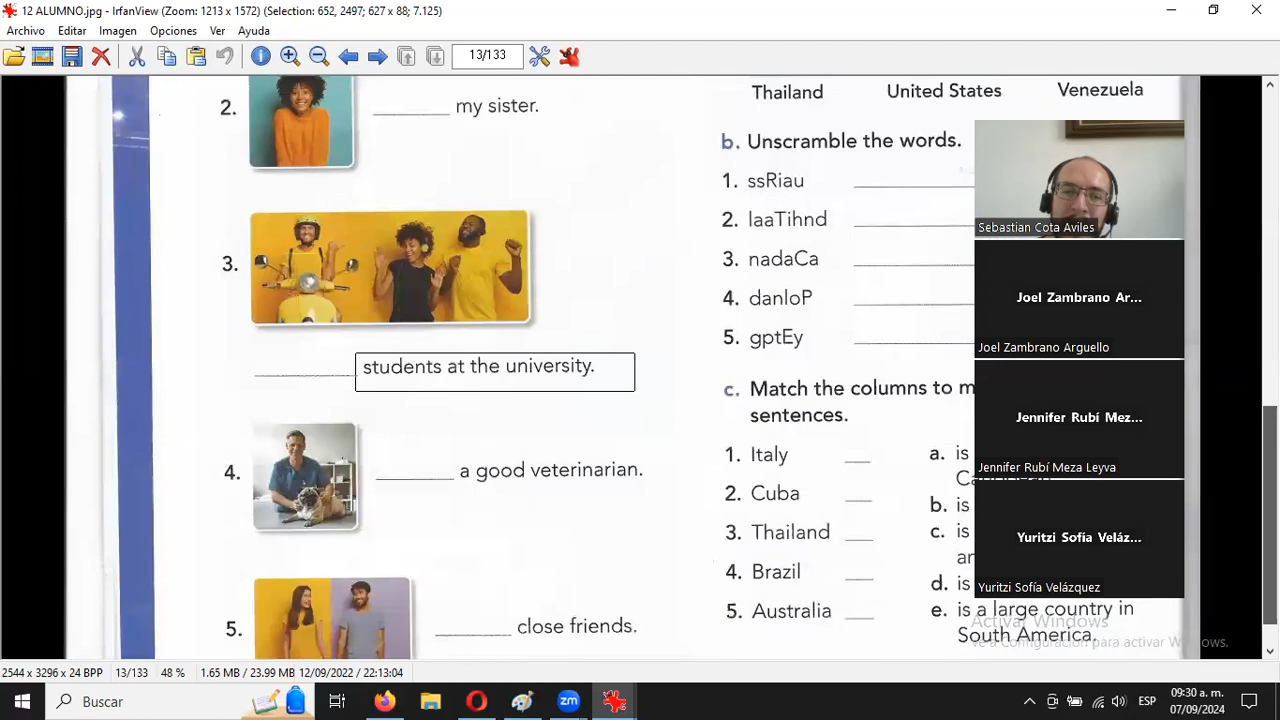 12 ALUMNO.jpg - IrfanView (Zoom: 1213 x 1572) (Selection: 652, 2497; 627 x 88; 7.125)
Archivo Editar Imagen Opciones Ver Ayuda
13/133
2. ________ my sister.
3.
________ students at the university.
4. ________ a good veterinarian.
5. ________ close friends.
Thailand United States Venezuela
b. Unscramble the words.
1. ssRiau
2. laaTihnd
3. nadaCa
4. danloP
5. gptEy
c. Match the columns to m
sentences.
1. Italy ___ a. is
2. Cuba ___ b. is
3. Thailand ___ c. is
an
4. Brazil ___ d. is
5. Australia ___ e. is a large country in
South America.
Sebastian Cota Aviles
Joel Zambrano Ar...
Joel Zambrano Arguello
Jennifer Rubí Mez...
Jennifer Rubí Meza Leyva
Yuritzi Sofía Veláz...
Yuritzi Sofía Velázquez
Activar Windows
Ve a Configuración para activar Windows.
2544 x 3296 x 24 BPP 13/133 48 % 1.65 MB / 23.99 MB 12/09/2022 / 22:13:04
Buscar
zm
ESP
09:30 a. m.
07/09/2024